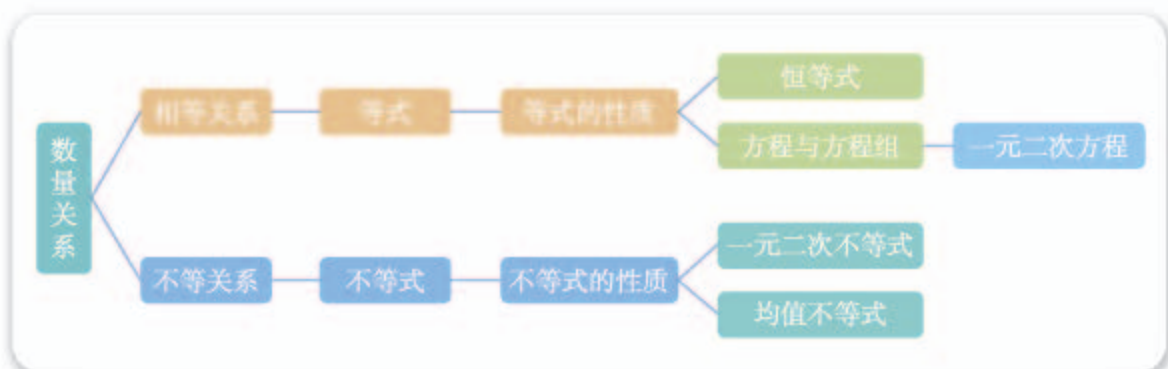 数量关系
相等关系
等式
等式的性质
恒等式
方程与方程组
一元二次方程
不等关系
不等式
不等式的性质
一元二次不等式
均值不等式